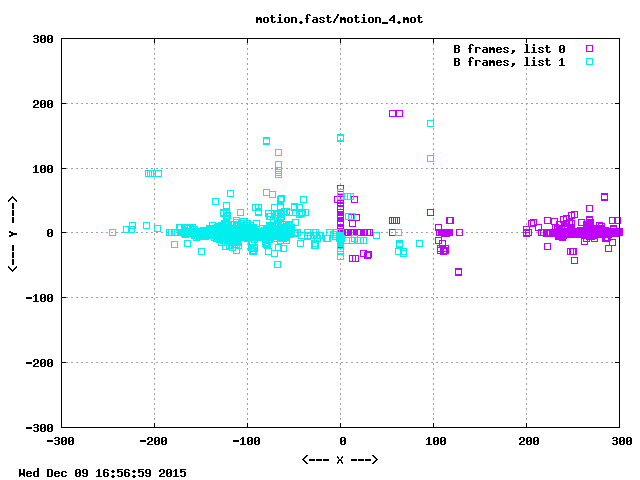 motion.fast/motion_4.mot
B frames, list 0
B frames, list 1
300
200
100
0
-100
-200
-300
<--- Y --->
-300 -200 -100 0 100 200 300
<--- X --->
Wed Dec 09 16:56:59 2015